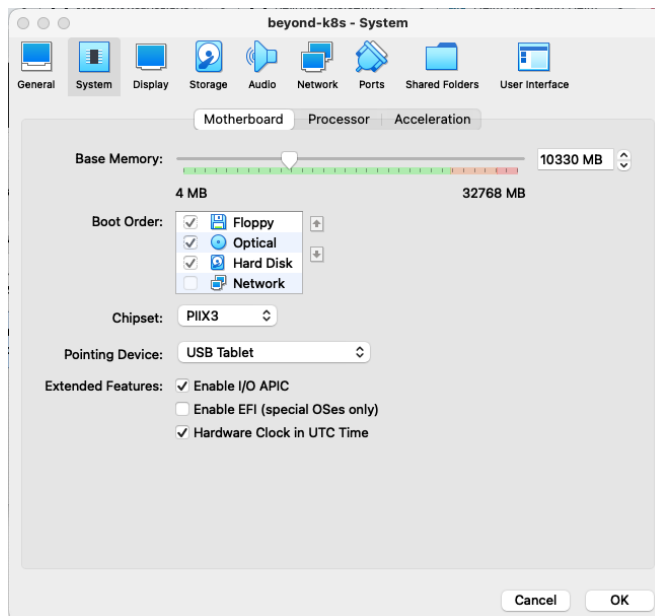 beyond-k8s - System
General System Display Storage Audio Network Ports Shared Folders User Interface
Motherboard Processor Acceleration
Base Memory: 10330 MB
4 MB 32768 MB
Boot Order: Floppy
Optical
Hard Disk
Network
Chipset: PIIX3
Pointing Device: USB Tablet
Extended Features: Enable I/O APIC
Enable EFI (special OSes only)
Hardware Clock in UTC Time
Cancel OK